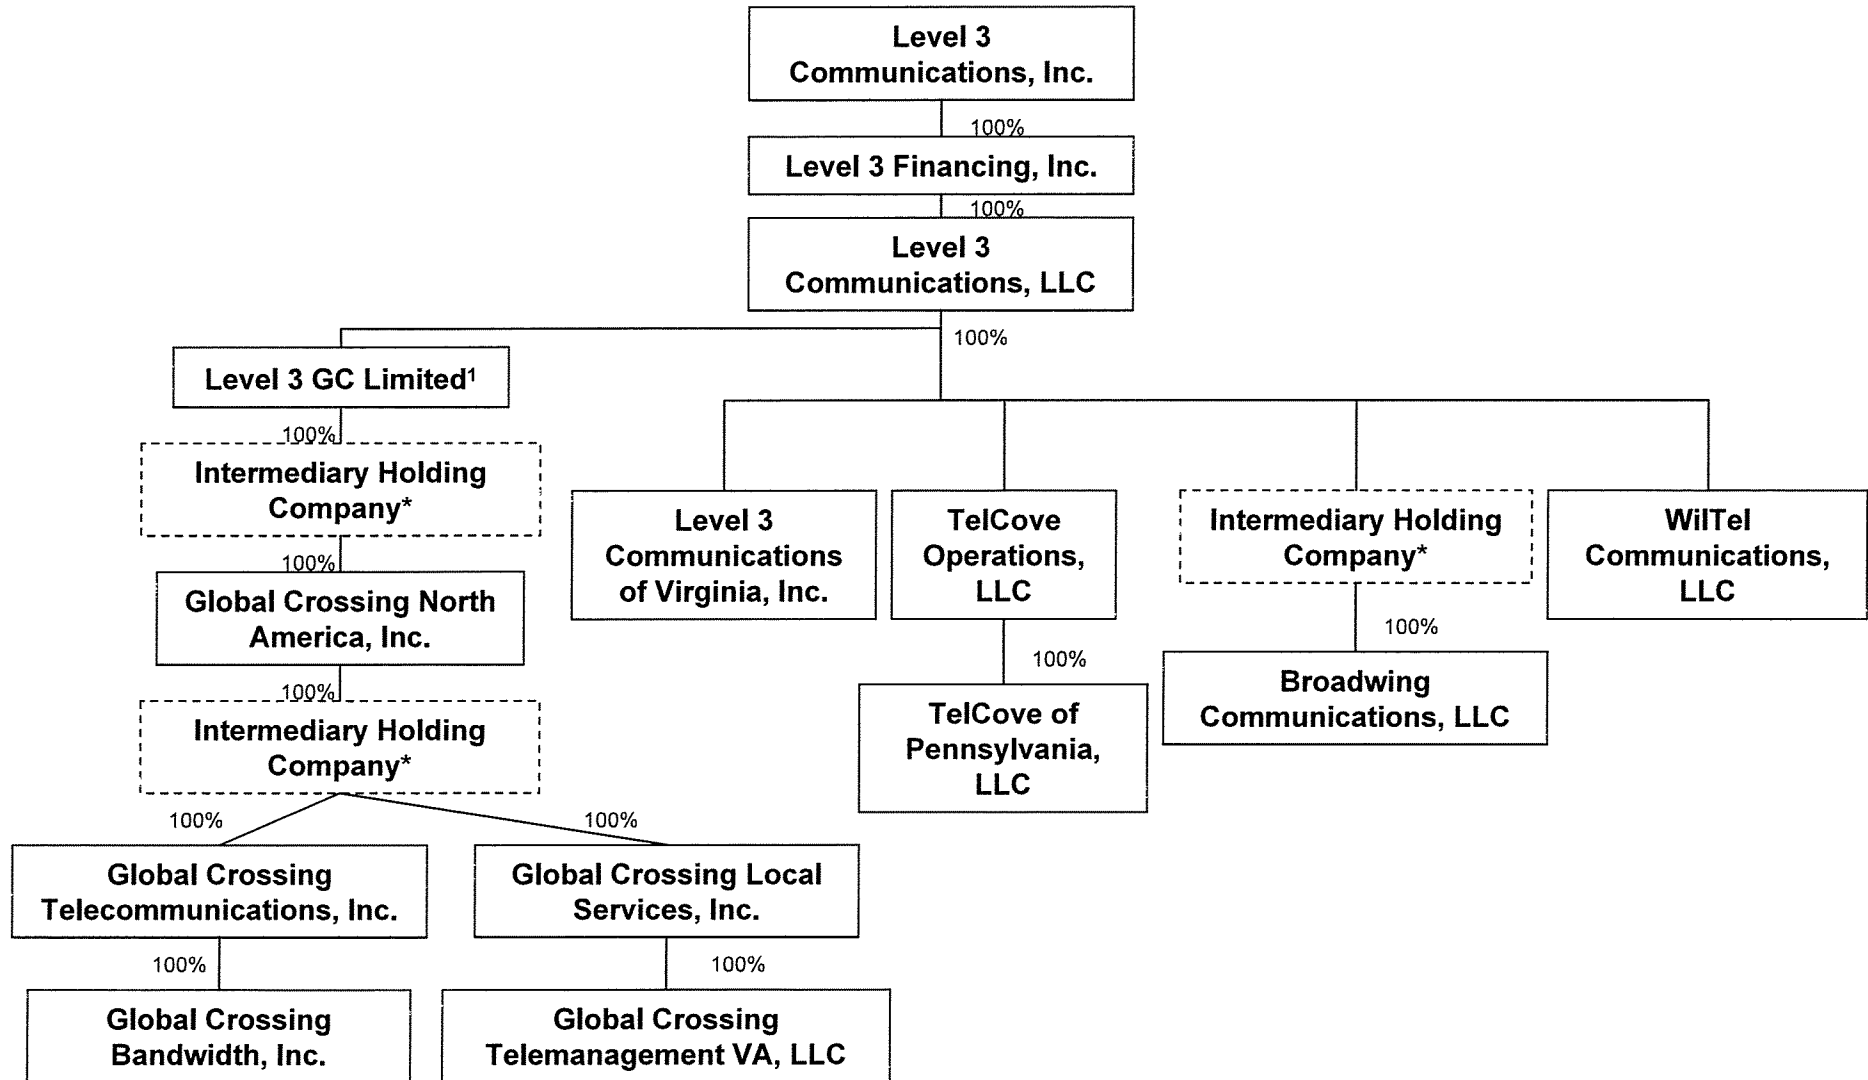 Level 3
Communications, Inc.
100%
Level 3 Financing, Inc.
100%
Level 3
Communications, LLC
100%
Level 3 GC Limited¹
100%
Intermediary Holding
Company*
100%
Global Crossing North
America, Inc.
100%
Intermediary Holding
Company*
100%
100%
Global Crossing
Telecommunications, Inc.
Global Crossing Local
Services, Inc.
100%
100%
Global Crossing
Bandwidth, Inc.
Global Crossing
Telemanagement VA, LLC
Level 3
Communications
of Virginia, Inc.
TelCove
Operations,
LLC
100%
TelCove of
Pennsylvania,
LLC
Intermediary Holding
Company*
100%
Broadwing
Communications, LLC
WilTel
Communications,
LLC